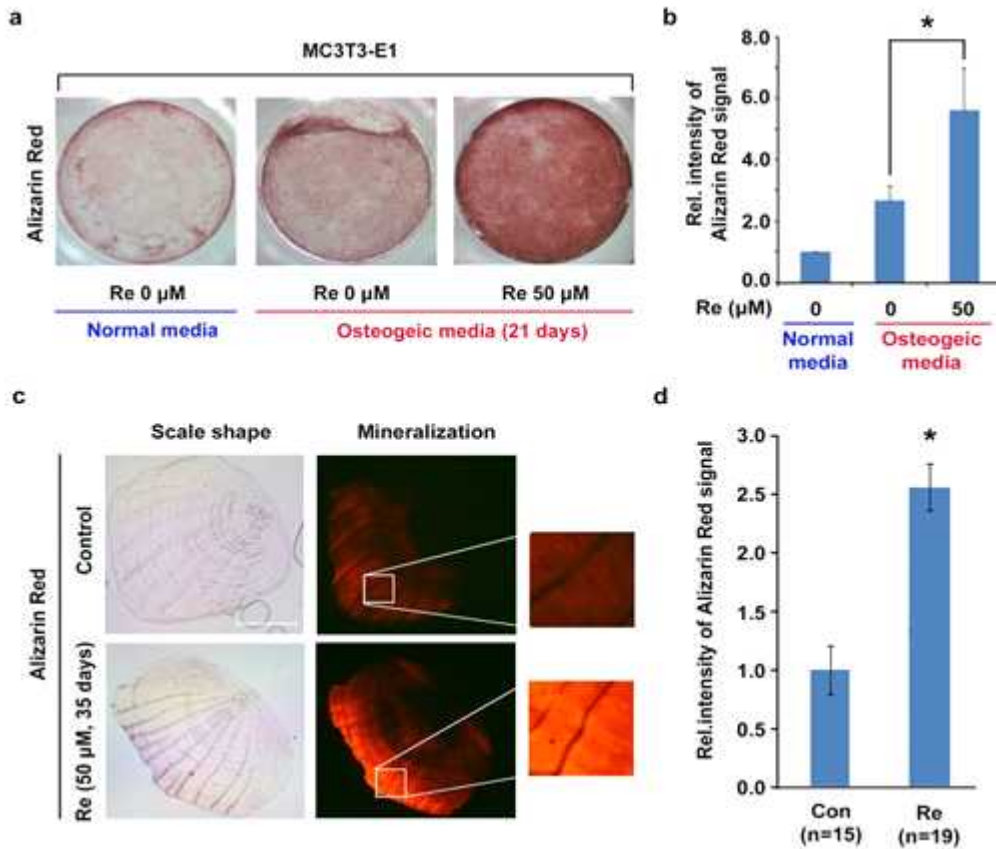 a
MC3T3-E1
Alizarin Red
Re 0 µM
Re 0 µM
Re 50 µM
Normal media
Osteogeic media (21 days)
b
*
Rel. intensity of
Alizarin Red signal
8.0
6.0
4.0
2.0
0.0
Re (µM)
0
0
50
Normal
media
Osteogeic
media
c
Scale shape
Mineralization
Alizarin Red
Control
Re (50 µM, 35 days)
d
*
Rel.intensity of Alizarin Red signal
3.0
2.5
2.0
1.5
1.0
0.5
0.0
Con
(n=15)
Re
(n=19)